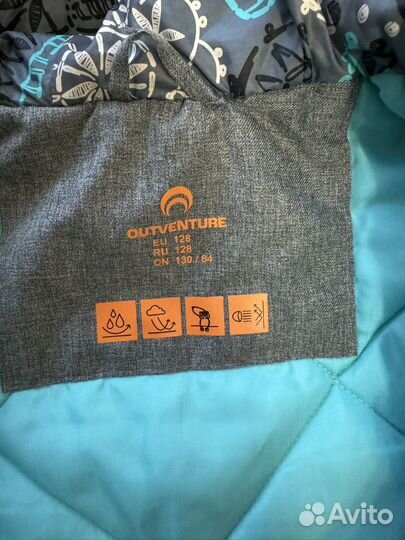 OUTVENTURE
EU 128
RU 128
CN 130 / 64
Avito